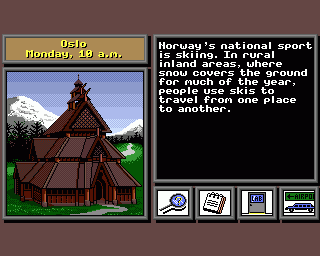 Oslo
Monday, 10 a.m.
Norway's national sport
is skiing. In rural
inland areas, where
snow covers the ground
for much of the year,
people use skis to
travel from one place
to another.
LAB